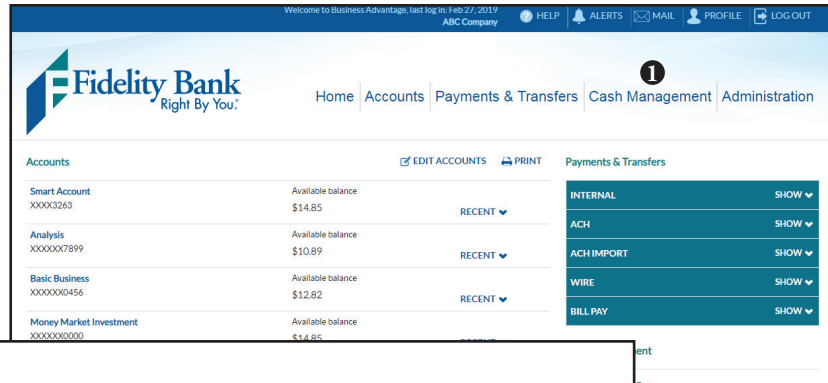 Welcome to Business Advantage, last log in: Feb 27, 2019
ABC Company
HELP ALERTS MAIL PROFILE LOG OUT
Fidelity Bank
Right By You.
1
Home Accounts Payments & Transfers Cash Management Administration
Accounts EDIT ACCOUNTS PRINT
Smart Account Available balance
XXXX3263 $14.85 RECENT
Analysis Available balance
XXXXXX7899 $10.89 RECENT
Basic Business Available balance
XXXXXX0456 $12.82 RECENT
Money Market Investment Available balance
XXXXXX0000 $14.85
Payments & Transfers
INTERNAL SHOW
ACH SHOW
ACH IMPORT SHOW
WIRE SHOW
BILL PAY SHOW